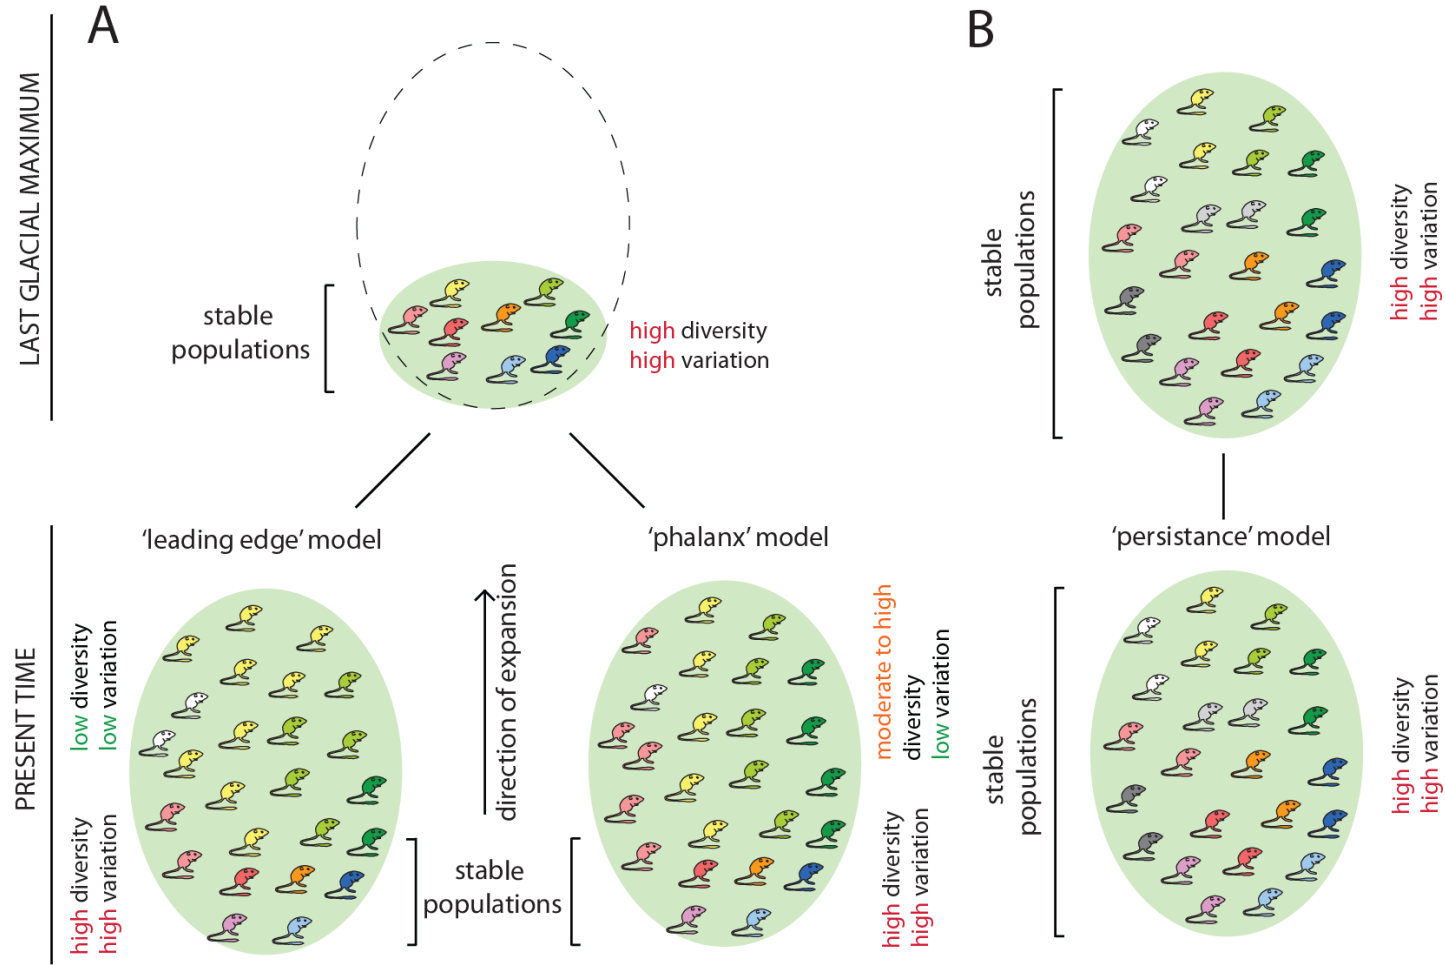 A
B
LAST GLACIAL MAXIMUM
stable
populations
high diversity
high variation
stable
populations
high diversity
high variation
'leading edge' model
'phalanx' model
'persistance' model
PRESENT TIME
low diversity
low variation
high diversity
high variation
direction of expansion
stable
populations
moderate to high
diversity
low variation
high diversity
high variation
stable
populations
high diversity
high variation